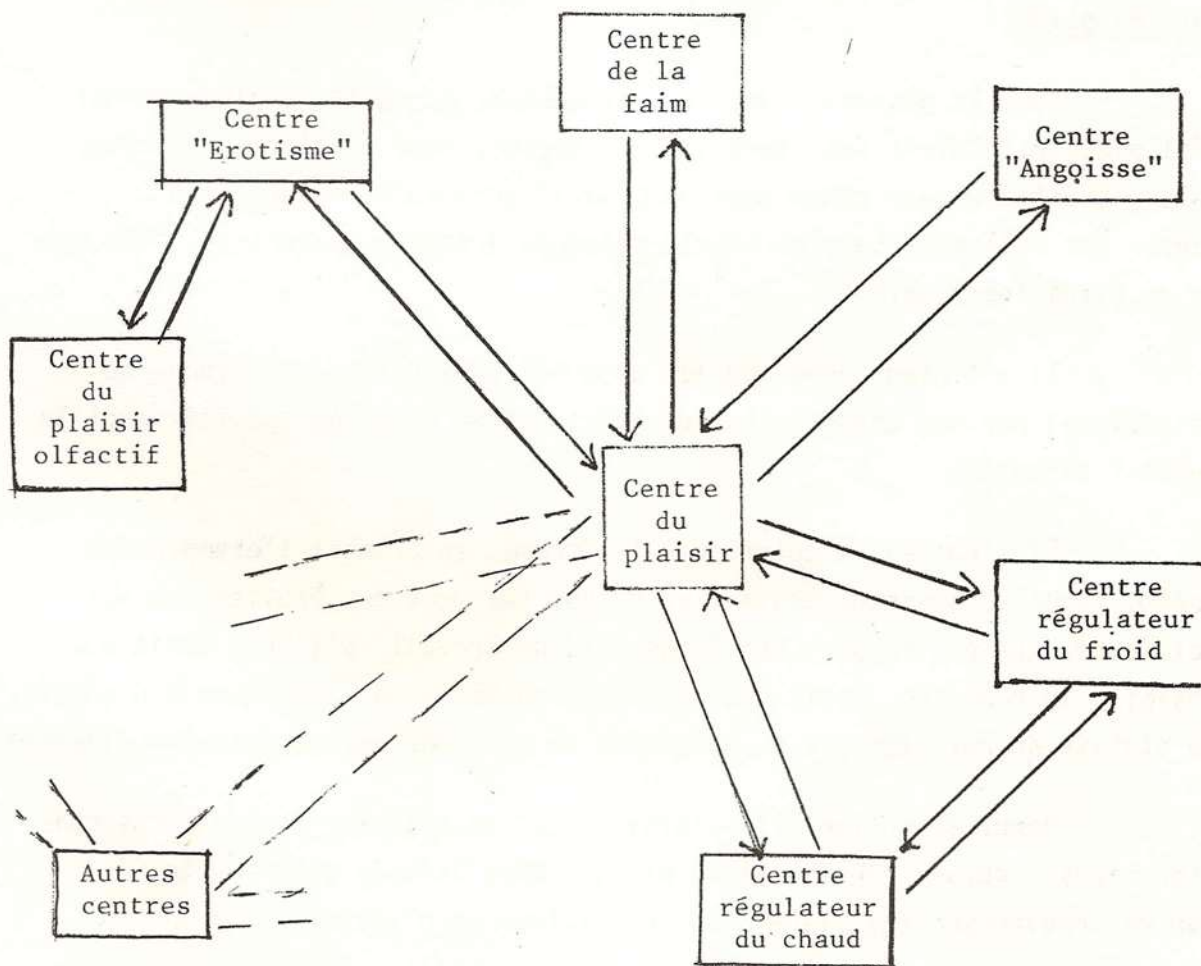 Centre
de la
faim
Centre
"Erotisme"
Centre
"Angoisse"
Centre
du
plaisir
olfactif
Centre
du
plaisir
Centre
régulateur
du froid
Autres
centres
Centre
régulateur
du chaud